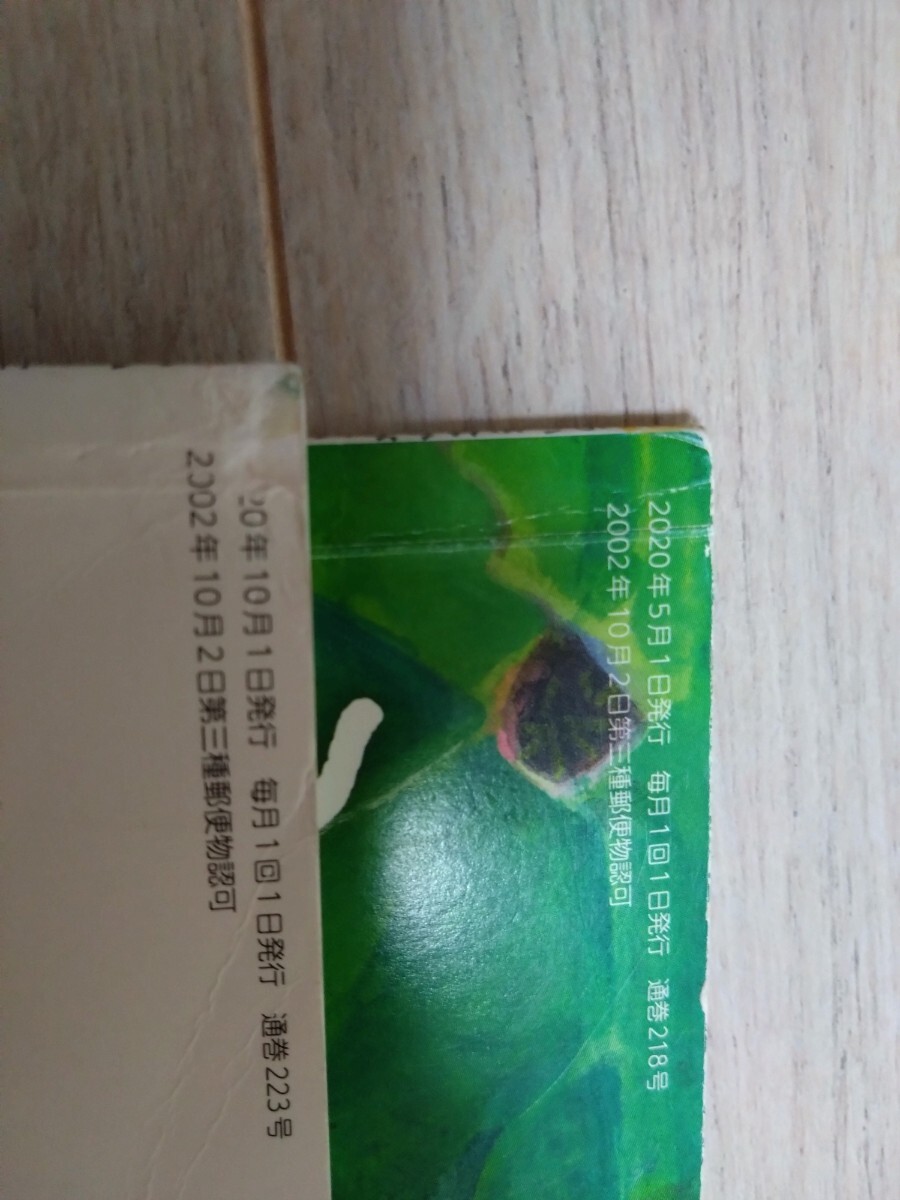 2020年5月1日発行 毎月1回1日発行 通巻218号
2002年10月2日第三種郵便物認可
20年10月1日発行 毎月1回1日発行 通巻223号
2002年10月2日第三種郵便物認可